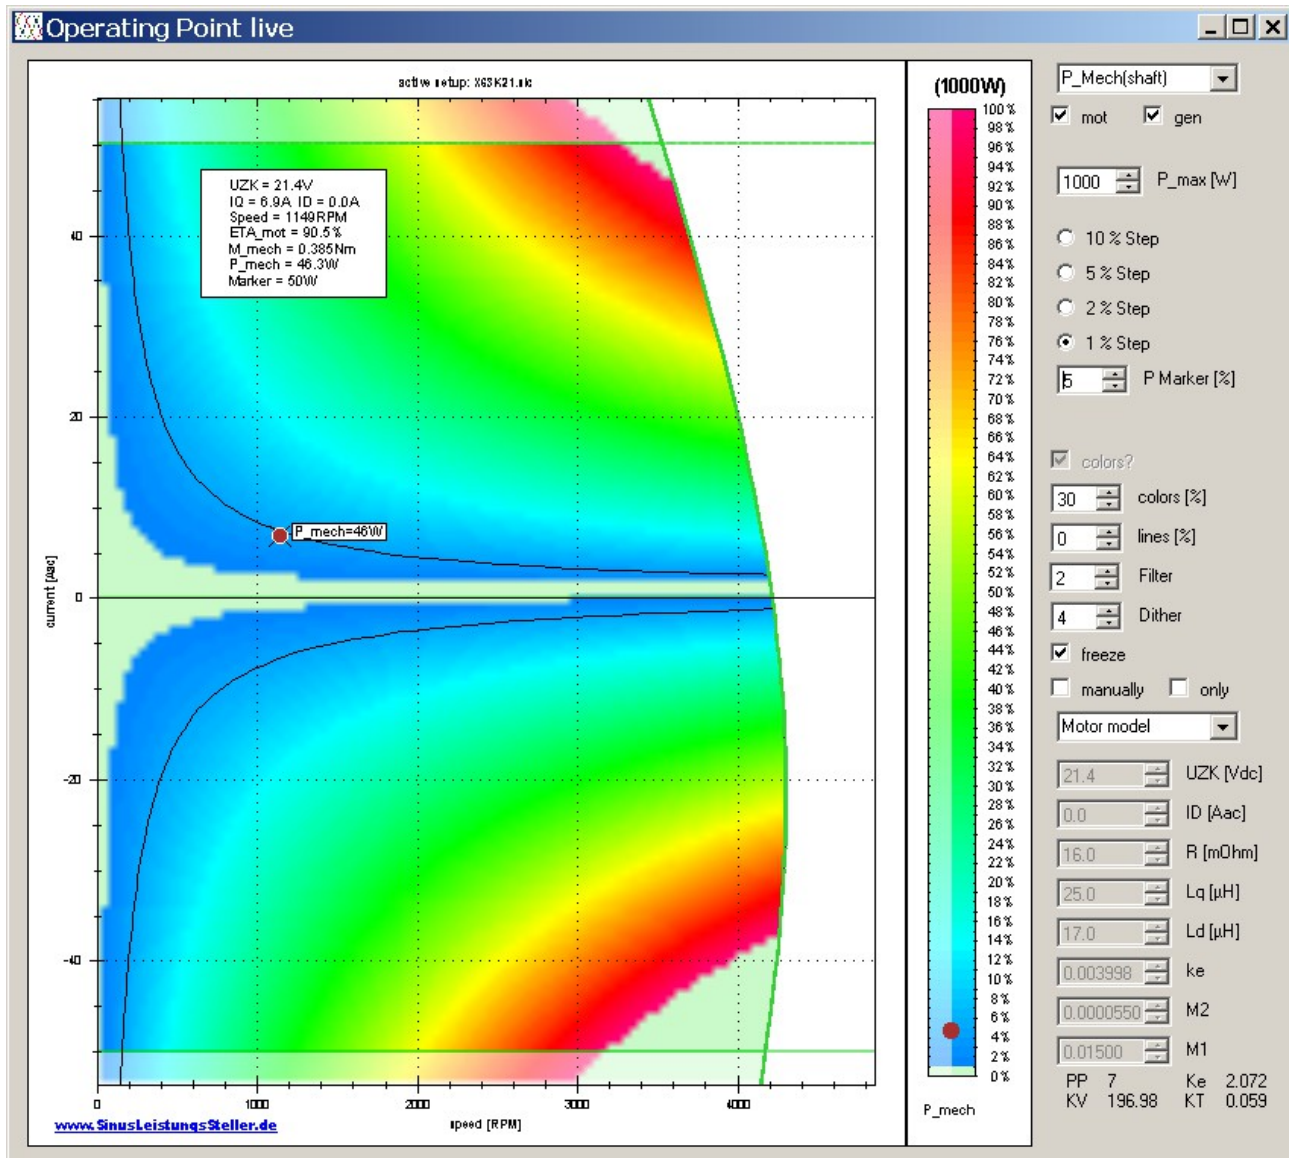 Operating Point live
active setup: X6SK21.slc
UZK = 21.4V
IQ = 6.9A ID = 0.0A
Speed = 1149RPM
ETA_mot = 90.5%
M_mech = 0.385Nm
P_mech = 46.3W
Marker = 50W
P_mech=46W
current [Aac]
40
20
0
-20
-40
0 1000 2000 3000 4000
speed [RPM]
www.SinusLeistungsSteller.de
(1000W)
100%
98%
96%
94%
92%
90%
88%
86%
84%
82%
80%
78%
76%
74%
72%
70%
68%
66%
64%
62%
60%
58%
56%
54%
52%
50%
48%
46%
44%
42%
40%
38%
36%
34%
32%
30%
28%
26%
24%
22%
20%
18%
16%
14%
12%
10%
8%
6%
4%
2%
0%
P_mech
P_Mech(shaft)
mot gen
1000 P_max [W]
10 % Step
5 % Step
2 % Step
1 % Step
5 P Marker [%]
colors?
30 colors [%]
0 lines [%]
2 Filter
4 Dither
freeze
manually only
Motor model
21.4 UZK [Vdc]
0.0 ID [Aac]
16.0 R [mOhm]
25.0 Lq [µH]
17.0 Ld [µH]
0.003998 ke
0.0000550 M2
0.01500 M1
PP 7 Ke 2.072
KV 196.98 KT 0.059